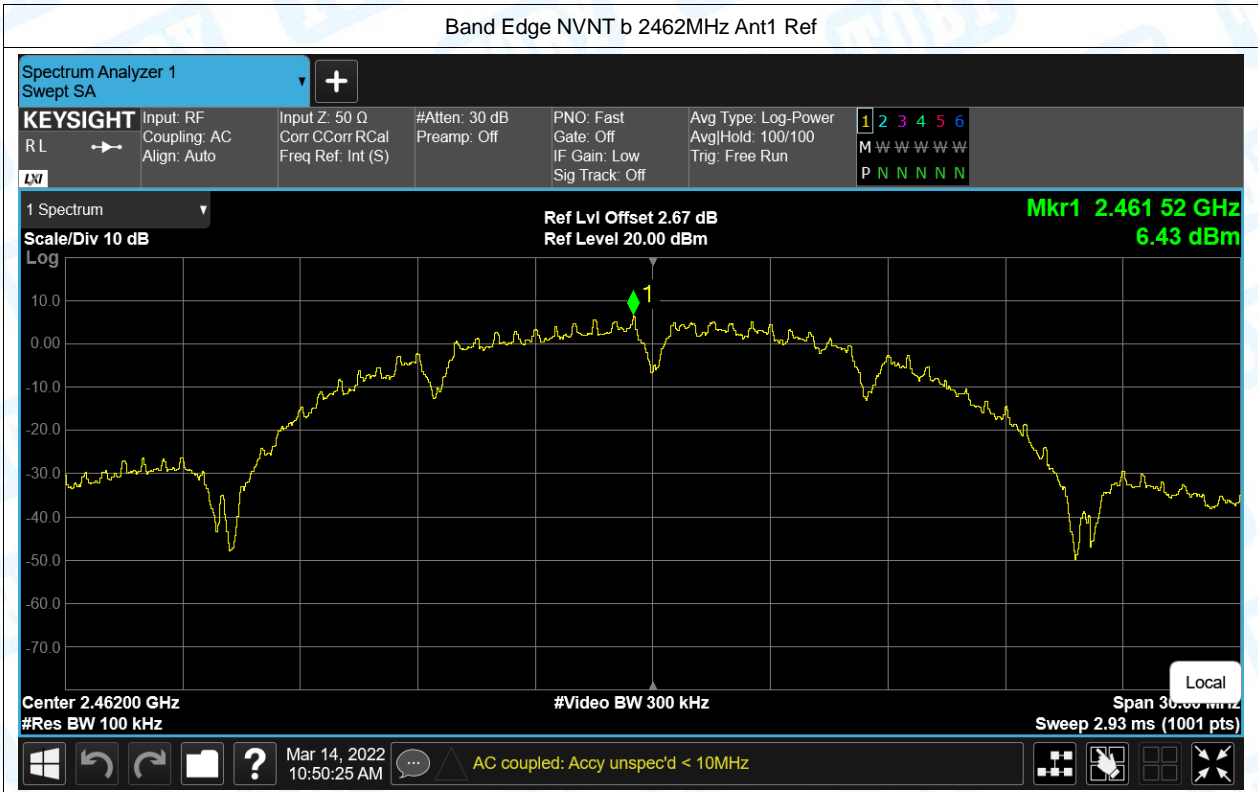 Band Edge NVNT b 2462MHz Ant1 Ref
Spectrum Analyzer 1
Swept SA
KEYSIGHT
R L
LXI
Input: RF
Coupling: AC
Align: Auto
Input Z: 50 Ω
Corr CCorr RCal
Freq Ref: Int (S)
#Atten: 30 dB
Preamp: Off
PNO: Fast
Gate: Off
IF Gain: Low
Sig Track: Off
Avg Type: Log-Power
Avg|Hold: 100/100
Trig: Free Run
1 2 3 4 5 6
M W W W W W
P N N N N N
1 Spectrum
Scale/Div 10 dB
Ref Lvl Offset 2.67 dB
Ref Level 20.00 dBm
Mkr1 2.461 52 GHz
6.43 dBm
Log
10.0
0.00
-10.0
-20.0
-30.0
-40.0
-50.0
-60.0
-70.0
1
Local
Center 2.46200 GHz
#Video BW 300 kHz
Span 30.00 MHz
#Res BW 100 kHz
Sweep 2.93 ms (1001 pts)
?
Mar 14, 2022
10:50:25 AM
AC coupled: Accy unspec'd < 10MHz